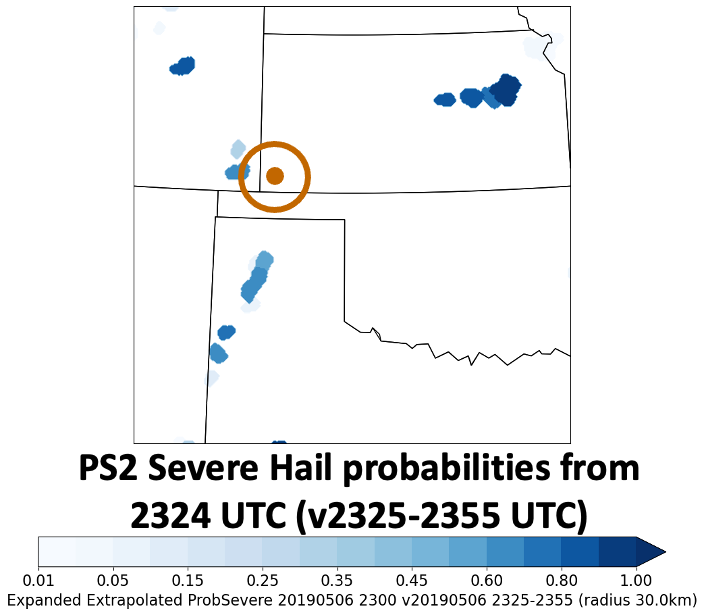 PS2 Severe Hail probabilities from
2324 UTC (v2325-2355 UTC)
0.01 0.05 0.15 0.25 0.35 0.45 0.60 0.80 1.00
Expanded Extrapolated ProbSevere 20190506 2300 v20190506 2325-2355 (radius 30.0km)